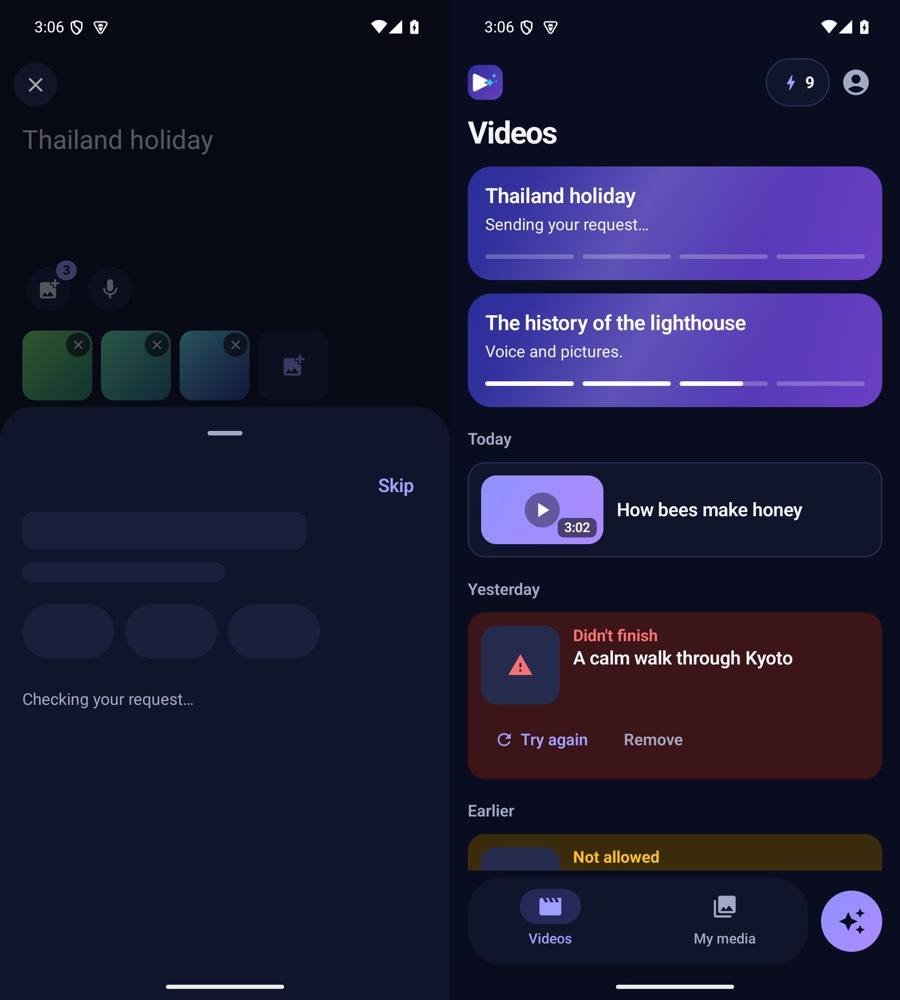 3:06
Thailand holiday
3
Skip
Checking your request…
3:06
9
Videos
Thailand holiday
Sending your request…
The history of the lighthouse
Voice and pictures.
Today
3:02
How bees make honey
Yesterday
Didn't finish
A calm walk through Kyoto
Try again
Remove
Earlier
Not allowed
Videos
My media